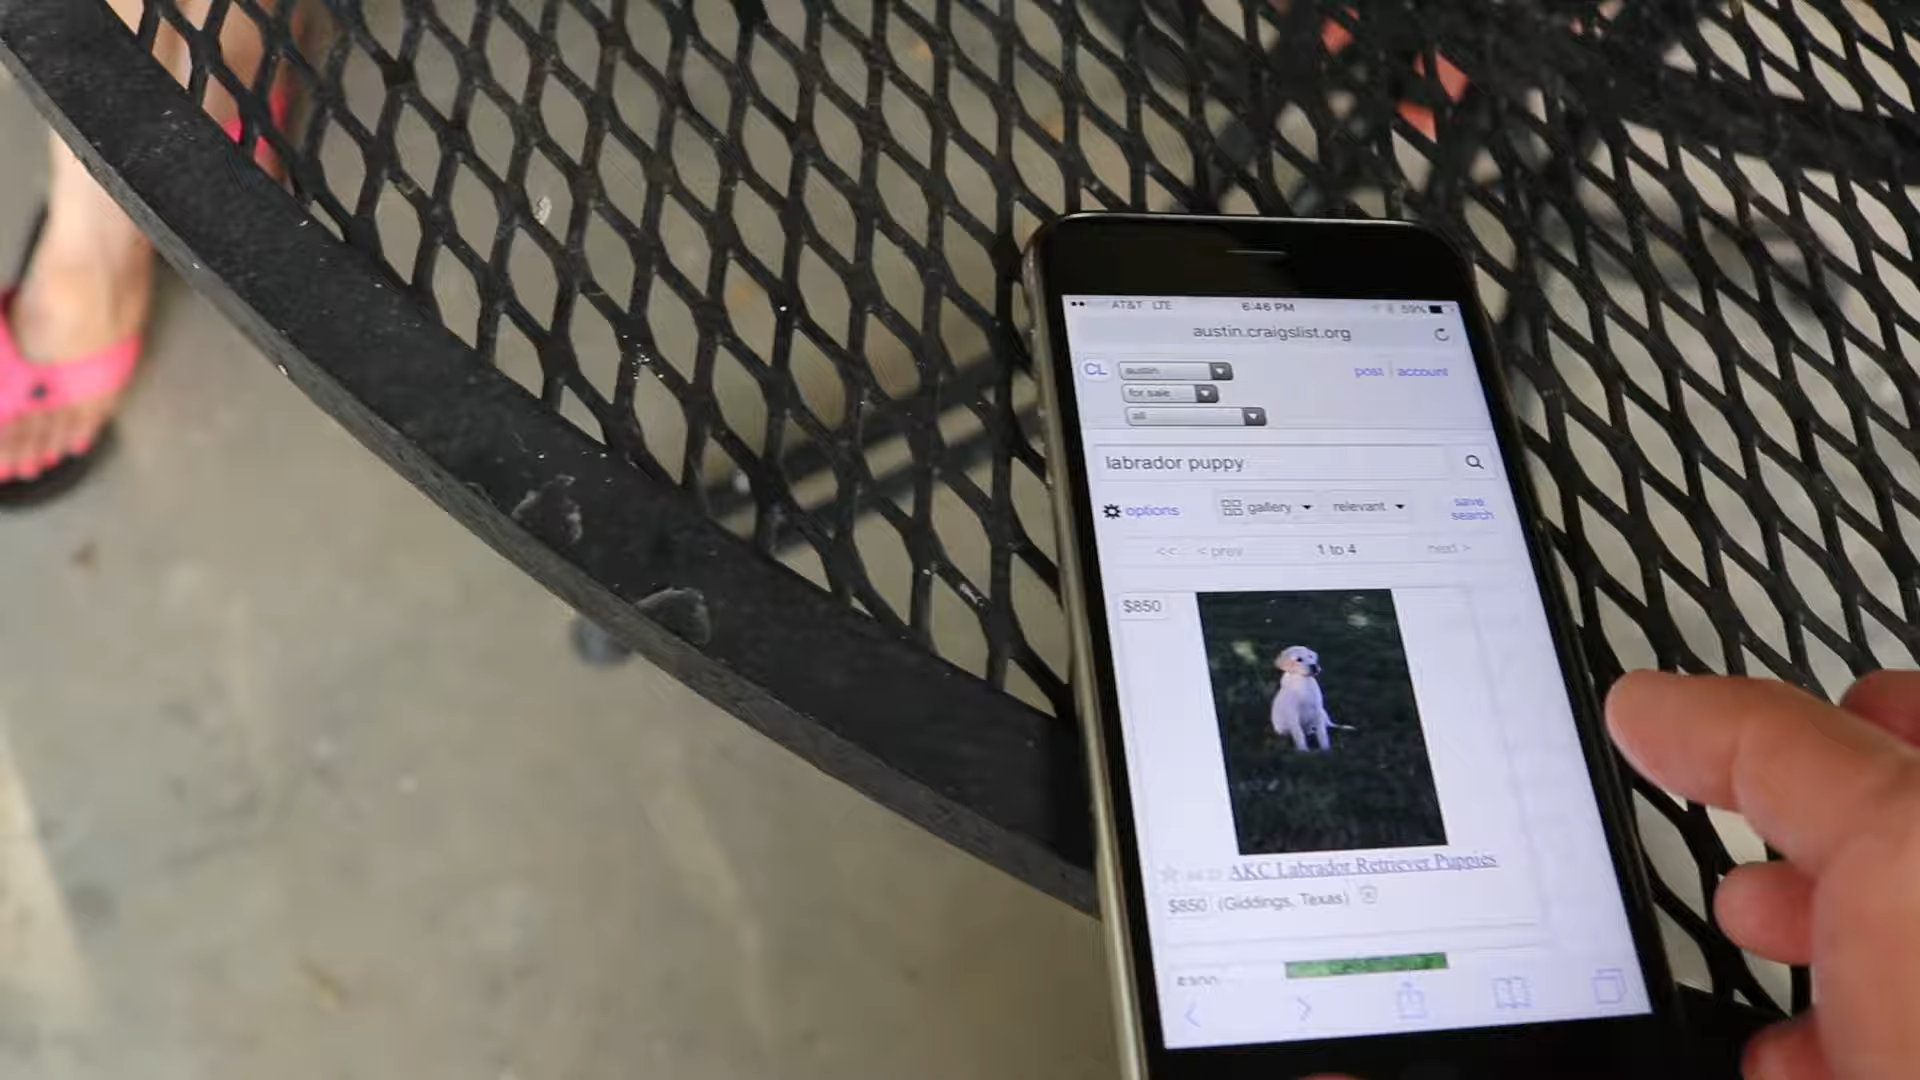 AT&T LTE 6:46 PM 59%
austin.craigslist.org
CL austin post account
for sale
all
labrador puppy
options gallery relevant save search
<< < prev 1 to 4 next >
$850
AKC Labrador Retriever Puppies
$850 (Giddings, Texas)